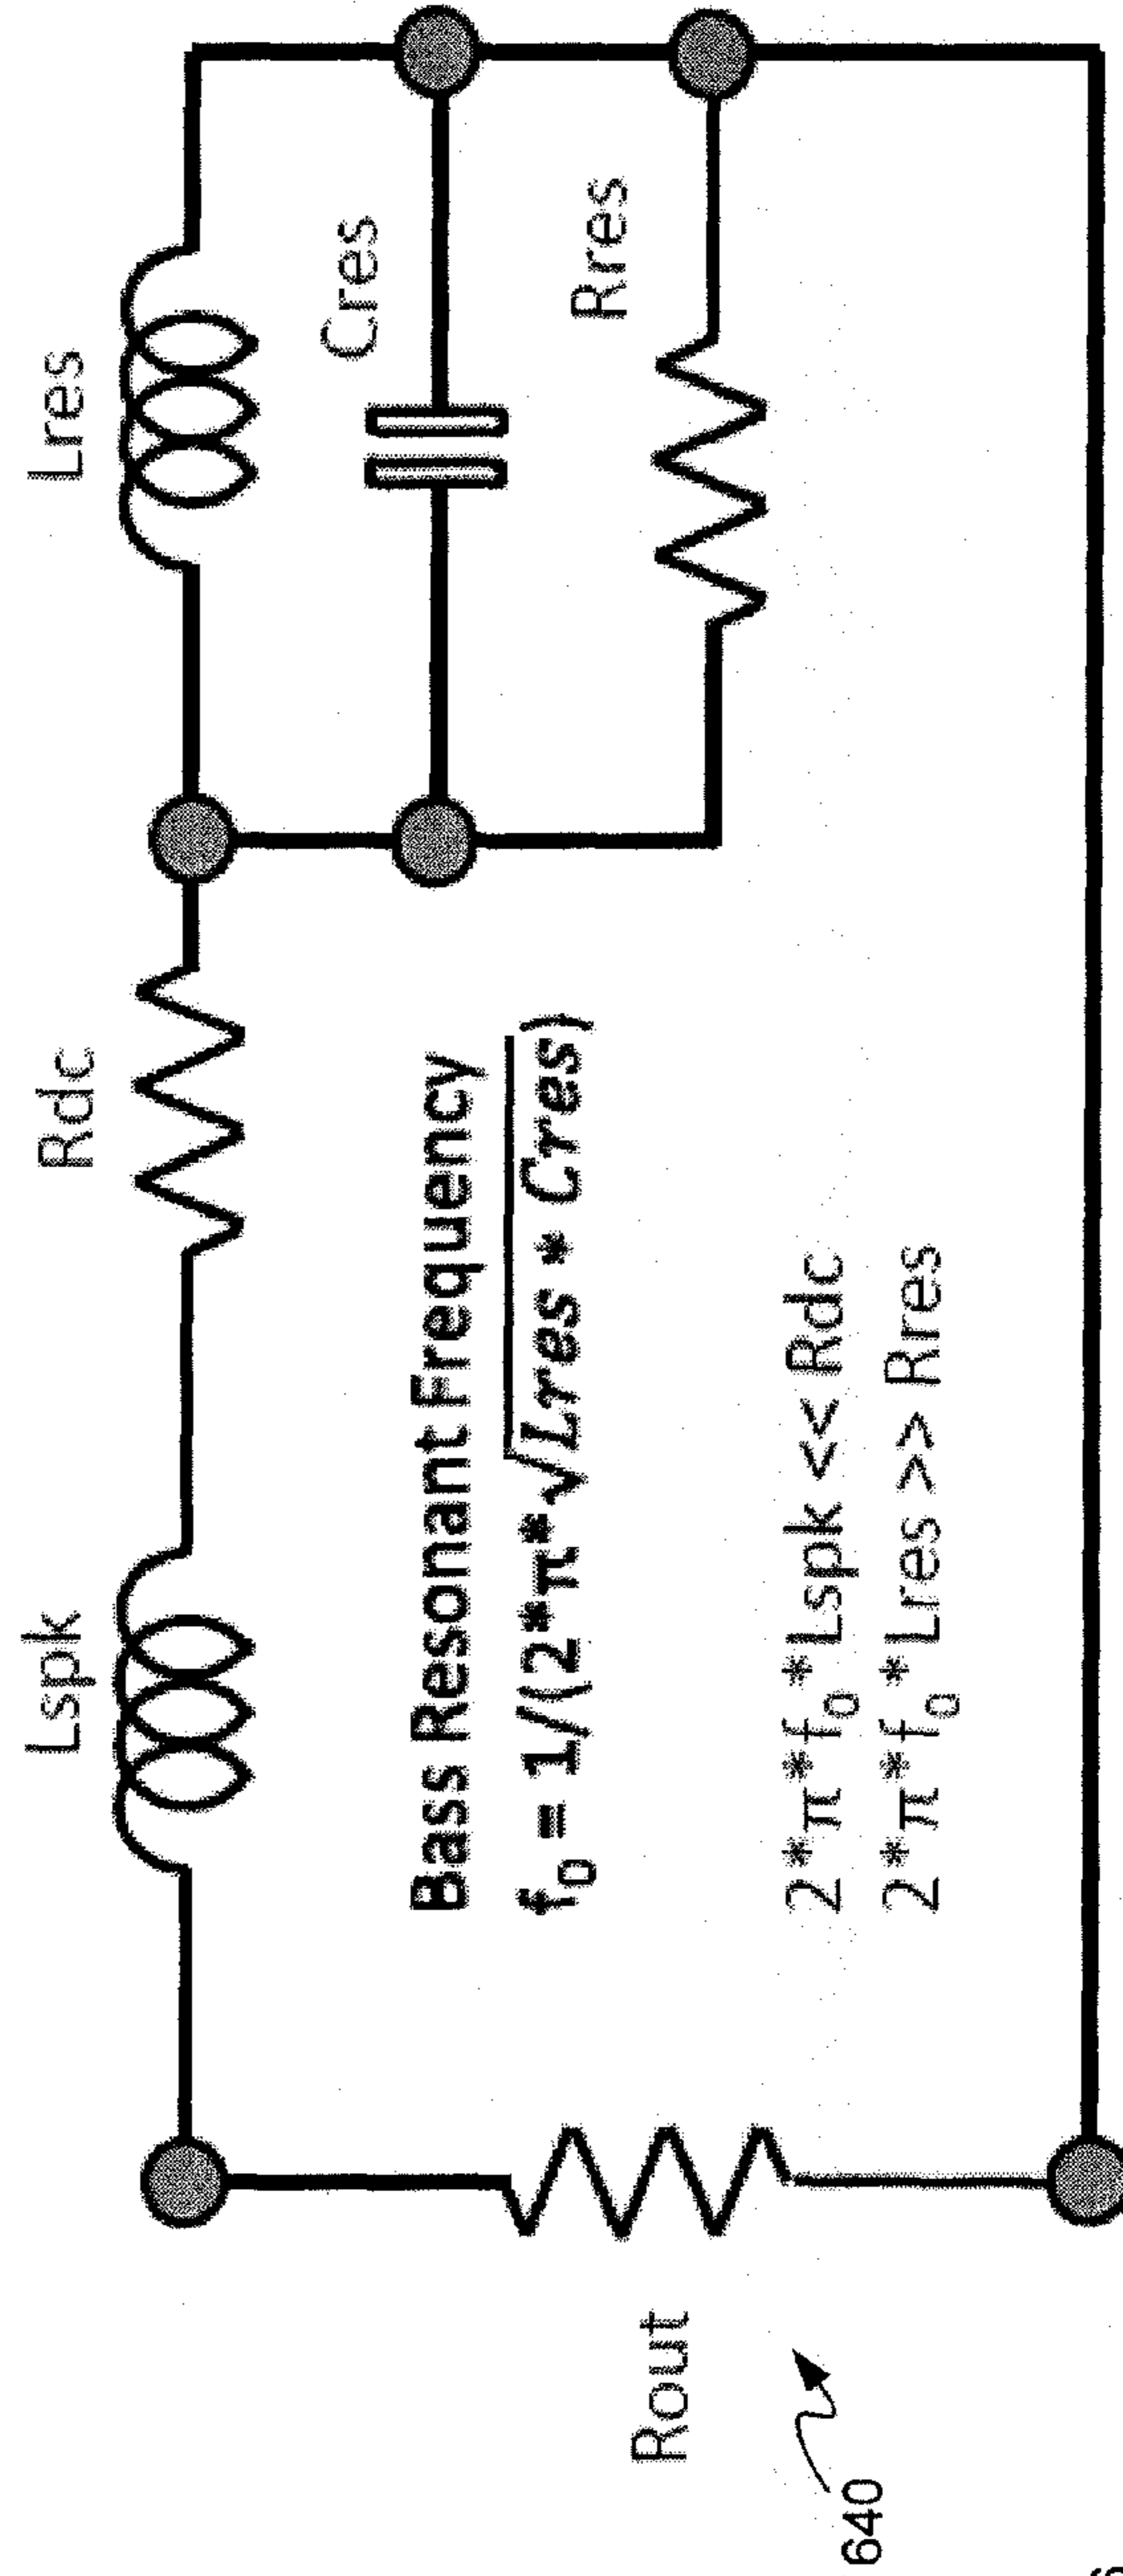 Lspk
Rdc
Lres
Cres
Rres
Bass Resonant Frequency
f₀ = 1/(2*π*√Lres * Cres)
2*π*f₀*Lspk << Rdc
2*π*f₀*Lres >> Rres
Rout
640